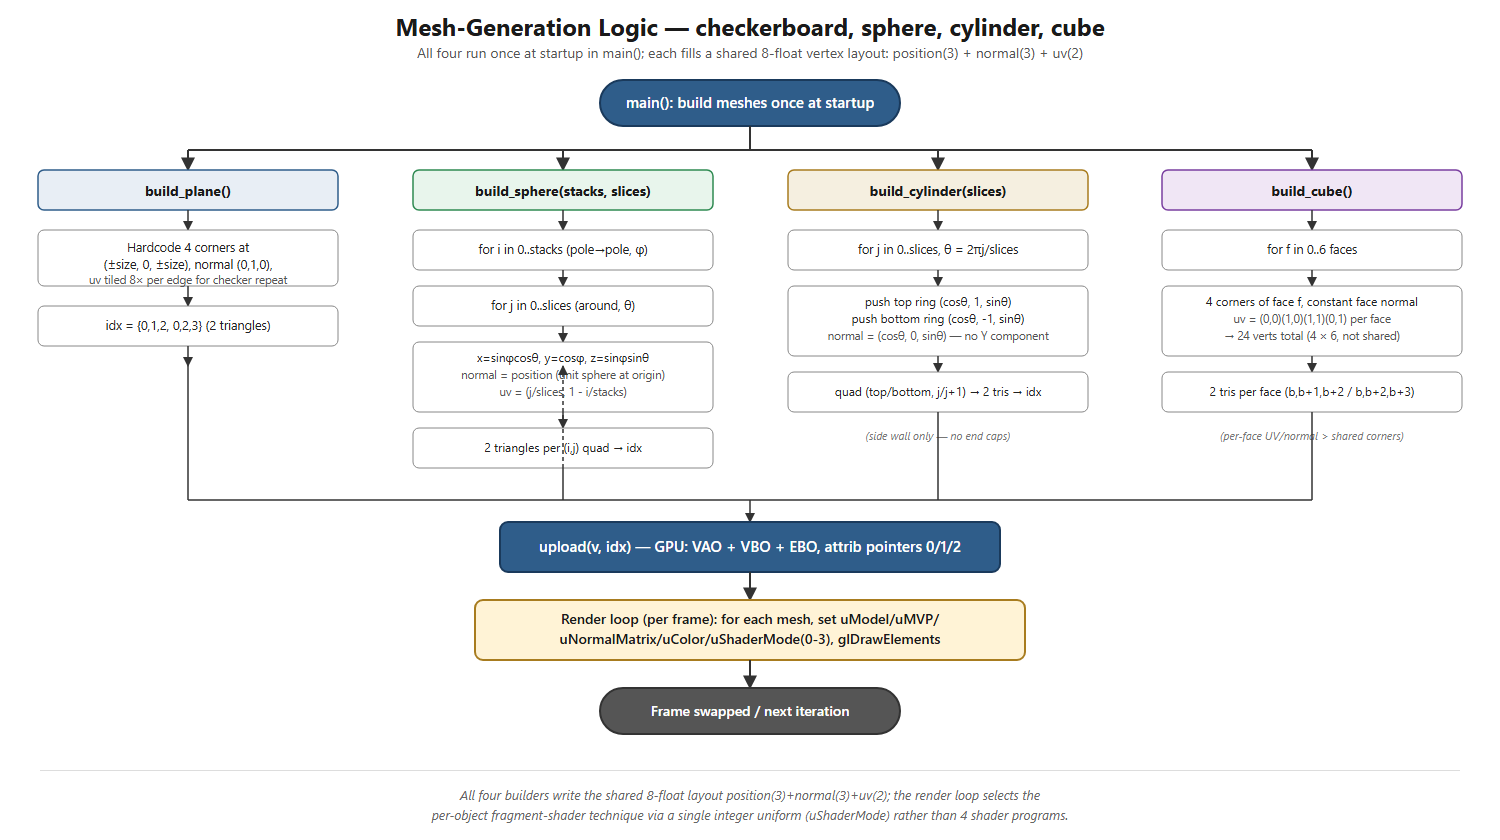 Mesh-Generation Logic — checkerboard, sphere, cylinder, cube
All four run once at startup in main(); each fills a shared 8-float vertex layout: position(3) + normal(3) + uv(2)
main(): build meshes once at startup
build_plane()
Hardcode 4 corners at
(±size, 0, ±size), normal (0,1,0),
uv tiled 8× per edge for checker repeat
idx = {0,1,2, 0,2,3} (2 triangles)
build_sphere(stacks, slices)
for i in 0..stacks (pole→pole, φ)
for j in 0..slices (around, θ)
x=sinφcosθ, y=cosφ, z=sinφsinθ
normal = position (unit sphere at origin)
uv = (j/slices, 1 - i/stacks)
2 triangles per (i,j) quad → idx
build_cylinder(slices)
for j in 0..slices, θ = 2πj/slices
push top ring (cosθ, 1, sinθ)
push bottom ring (cosθ, -1, sinθ)
normal = (cosθ, 0, sinθ) — no Y component
quad (top/bottom, j/j+1) → 2 tris → idx
(side wall only — no end caps)
build_cube()
for f in 0..6 faces
4 corners of face f, constant face normal
uv = (0,0)(1,0)(1,1)(0,1) per face
→ 24 verts total (4 × 6, not shared)
2 tris per face (b,b+1,b+2 / b,b+2,b+3)
(per-face UV/normal > shared corners)
upload(v, idx) — GPU: VAO + VBO + EBO, attrib pointers 0/1/2
Render loop (per frame): for each mesh, set uModel/uMVP/
uNormalMatrix/uColor/uShaderMode(0-3), glDrawElements
Frame swapped / next iteration
All four builders write the shared 8-float layout position(3)+normal(3)+uv(2); the render loop selects the
per-object fragment-shader technique via a single integer uniform (uShaderMode) rather than 4 shader programs.